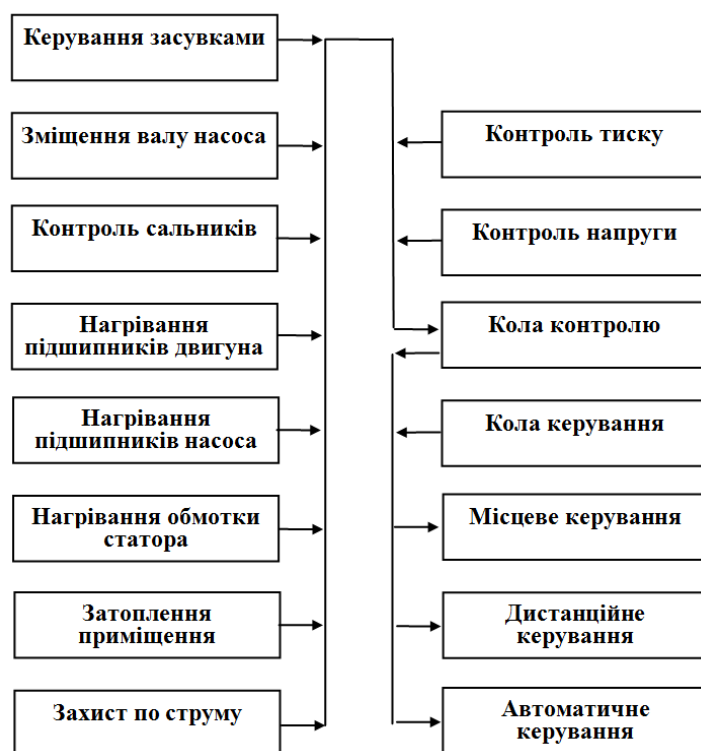 Керування засувками
Зміщення валу насоса
Контроль сальників
Нагрівання
підшипників двигуна
Нагрівання
підшипників насоса
Нагрівання обмотки
статора
Затоплення
приміщення
Захист по струму
Контроль тиску
Контроль напруги
Кола контролю
Кола керування
Місцеве керування
Дистанційне
керування
Автоматичне
керування